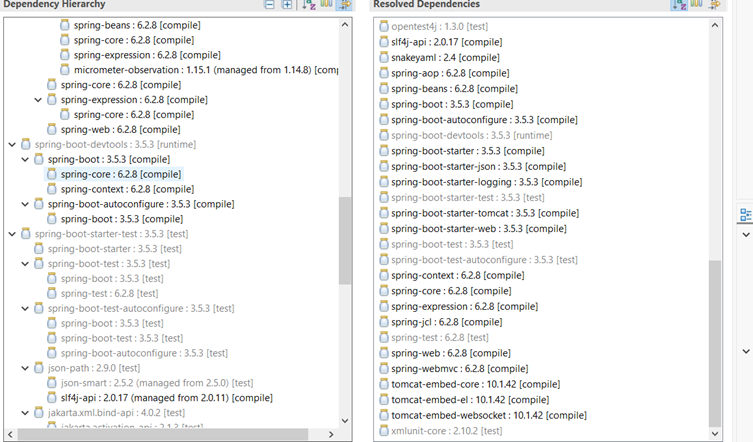 Dependency Hierarchy
spring-beans : 6.2.8 [compile]
spring-core : 6.2.8 [compile]
spring-expression : 6.2.8 [compile]
micrometer-observation : 1.15.1 (managed from 1.14.8) [comp
spring-core : 6.2.8 [compile]
spring-expression : 6.2.8 [compile]
spring-core : 6.2.8 [compile]
spring-web : 6.2.8 [compile]
spring-boot-devtools : 3.5.3 [runtime]
spring-boot : 3.5.3 [compile]
spring-core : 6.2.8 [compile]
spring-context : 6.2.8 [compile]
spring-boot-autoconfigure : 3.5.3 [compile]
spring-boot : 3.5.3 [compile]
spring-boot-starter-test : 3.5.3 [test]
spring-boot-starter : 3.5.3 [test]
spring-boot-test : 3.5.3 [test]
spring-boot : 3.5.3 [test]
spring-test : 6.2.8 [test]
spring-boot-test-autoconfigure : 3.5.3 [test]
spring-boot : 3.5.3 [test]
spring-boot-test : 3.5.3 [test]
spring-boot-autoconfigure : 3.5.3 [test]
json-path : 2.9.0 [test]
json-smart : 2.5.2 (managed from 2.5.0) [test]
slf4j-api : 2.0.17 (managed from 2.0.11) [compile]
jakarta.xml.bind-api : 4.0.2 [test]
jakarta.activation-api : 2.1.3 [test]
Resolved Dependencies
opentest4j : 1.3.0 [test]
slf4j-api : 2.0.17 [compile]
snakeyaml : 2.4 [compile]
spring-aop : 6.2.8 [compile]
spring-beans : 6.2.8 [compile]
spring-boot : 3.5.3 [compile]
spring-boot-autoconfigure : 3.5.3 [compile]
spring-boot-devtools : 3.5.3 [runtime]
spring-boot-starter : 3.5.3 [compile]
spring-boot-starter-json : 3.5.3 [compile]
spring-boot-starter-logging : 3.5.3 [compile]
spring-boot-starter-test : 3.5.3 [test]
spring-boot-starter-tomcat : 3.5.3 [compile]
spring-boot-starter-web : 3.5.3 [compile]
spring-boot-test : 3.5.3 [test]
spring-boot-test-autoconfigure : 3.5.3 [test]
spring-context : 6.2.8 [compile]
spring-core : 6.2.8 [compile]
spring-expression : 6.2.8 [compile]
spring-jcl : 6.2.8 [compile]
spring-test : 6.2.8 [test]
spring-web : 6.2.8 [compile]
spring-webmvc : 6.2.8 [compile]
tomcat-embed-core : 10.1.42 [compile]
tomcat-embed-el : 10.1.42 [compile]
tomcat-embed-websocket : 10.1.42 [compile]
xmlunit-core : 2.10.2 [test]